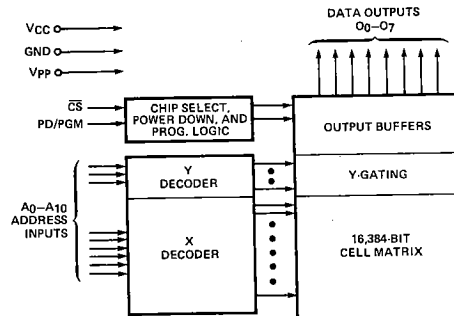 DATA OUTPUTS
O0–O7
VCC
GND
VPP
CS
PD/PGM
CHIP SELECT,
POWER DOWN, AND
PROG. LOGIC
OUTPUT BUFFERS
Y
DECODER
Y-GATING
A0–A10
ADDRESS
INPUTS
X
DECODER
16,384-BIT
CELL MATRIX